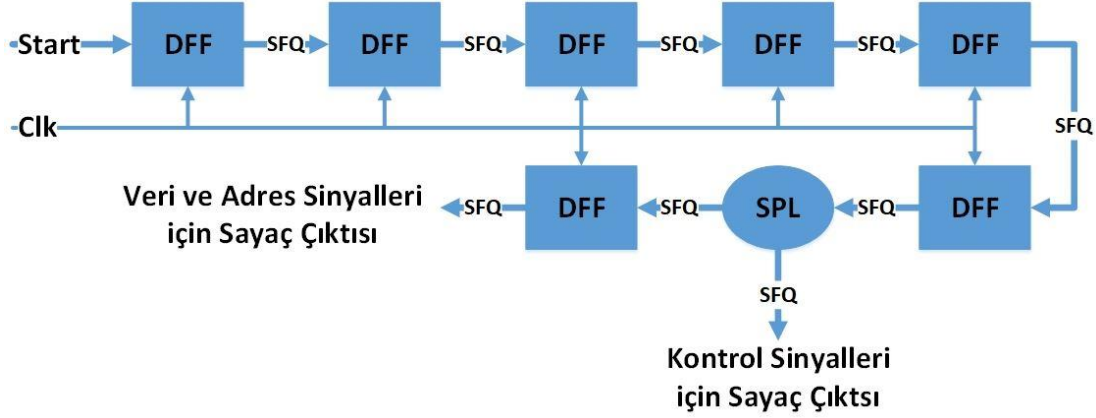 Start DFF SFQ DFF SFQ DFF SFQ DFF SFQ DFF
Clk SFQ
Veri ve Adres Sinyalleri
için Sayaç Çıktısı
SFQ DFF SFQ SPL SFQ DFF
SFQ
Kontrol Sinyalleri
için Sayaç Çıktsı